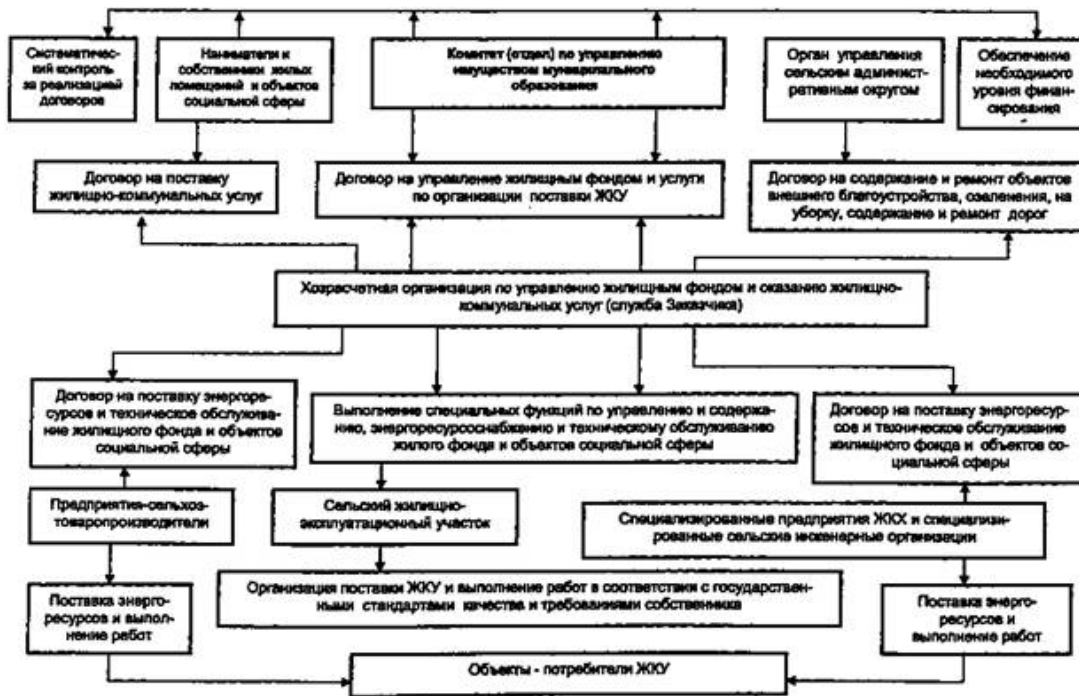 Систематичес-
кий контроль
за реализацией
договоров
Наниматели и
собственники жилых
помещений и объектов
социальной сферы
Комитет (отдел) по управлению
имуществом муниципального
образования
Орган управления
сельским админист-
ративным округом
Обеспечение
необходимого
уровня финан-
сирования
Договор на поставку
жилищно-коммунальных услуг
Договор на управление жилищным фондом и услуги
по организации поставки ЖКУ
Договор на содержание и ремонт объектов
внешнего благоустройства, озеленения, на
уборку, содержание и ремонт дорог
Хозрасчетная организация по управлению жилищным фондом и оказанию жилищно-
коммунальных услуг (служба Заказчика)
Договор на поставку энергоре-
сурсов и техническое обслужива-
ние жилищного фонда и объектов
социальной сферы
Выполнение специальных функций по управлению и содержа-
нию, энергоресурсоснабжению и техническому обслуживанию
жилого фонда и объектов социальной сферы
Договор на поставку энергоресур-
сов и техническое обслуживание
жилищного фонда и объектов со-
циальной сферы
Предприятия-сельхоз-
товаропроизводители
Сельский жилищно-
эксплуатационный участок
Специализированные предприятия ЖКХ и специализи-
рованные сельские инженерные организации
Поставка энерго-
ресурсов и выпол-
нение работ
Организация поставки ЖКУ и выполнение работ в соответствии с государствен-
ными стандартами качества и требованиями собственника
Поставка энерго-
ресурсов и
выполнение работ
Объекты - потребители ЖКУ